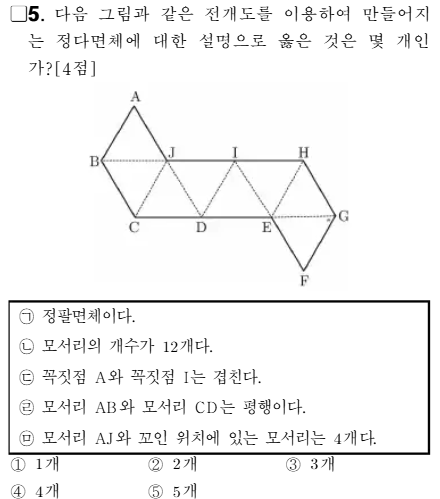 □5. 다음 그림과 같은 전개도를 이용하여 만들어지
는 정다면체에 대한 설명으로 옳은 것은 몇 개인
가?[4점]
A
B J I H
C D E G
F
㉠ 정팔면체이다.
㉡ 모서리의 개수가 12개다.
㉢ 꼭짓점 A와 꼭짓점 I는 겹친다.
㉣ 모서리 AB와 모서리 CD는 평행이다.
㉤ 모서리 AJ와 꼬인 위치에 있는 모서리는 4개다.
① 1개 ② 2개 ③ 3개
④ 4개 ⑤ 5개